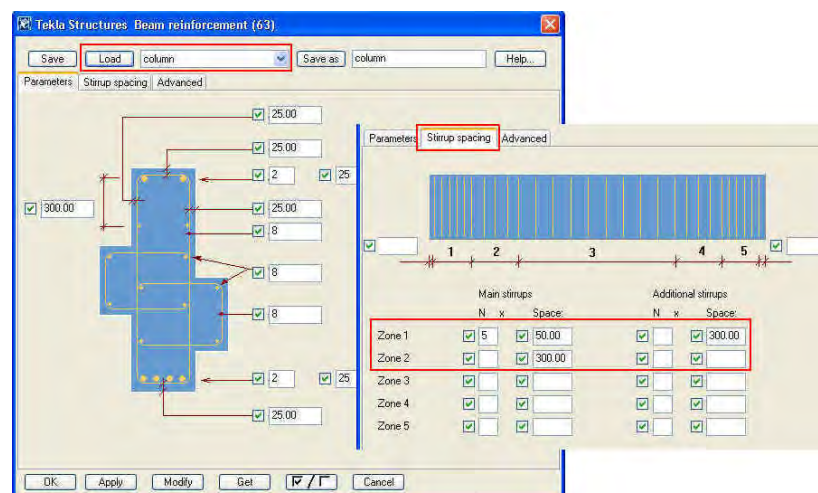 Tekla Structures Beam reinforcement (63)
Save Load column Save as column Help...
Parameters Stirrup spacing Advanced
25.00
25.00
2 25
300.00
25.00
8
8
8
2 25
25.00
Parameters Stirrup spacing Advanced
1 2 3 4 5
Main stirrups Additional stirrups
N x Space: N x Space:
Zone 1 5 50.00 300.00
Zone 2 300.00
Zone 3
Zone 4
Zone 5
OK Apply Modify Get / Cancel